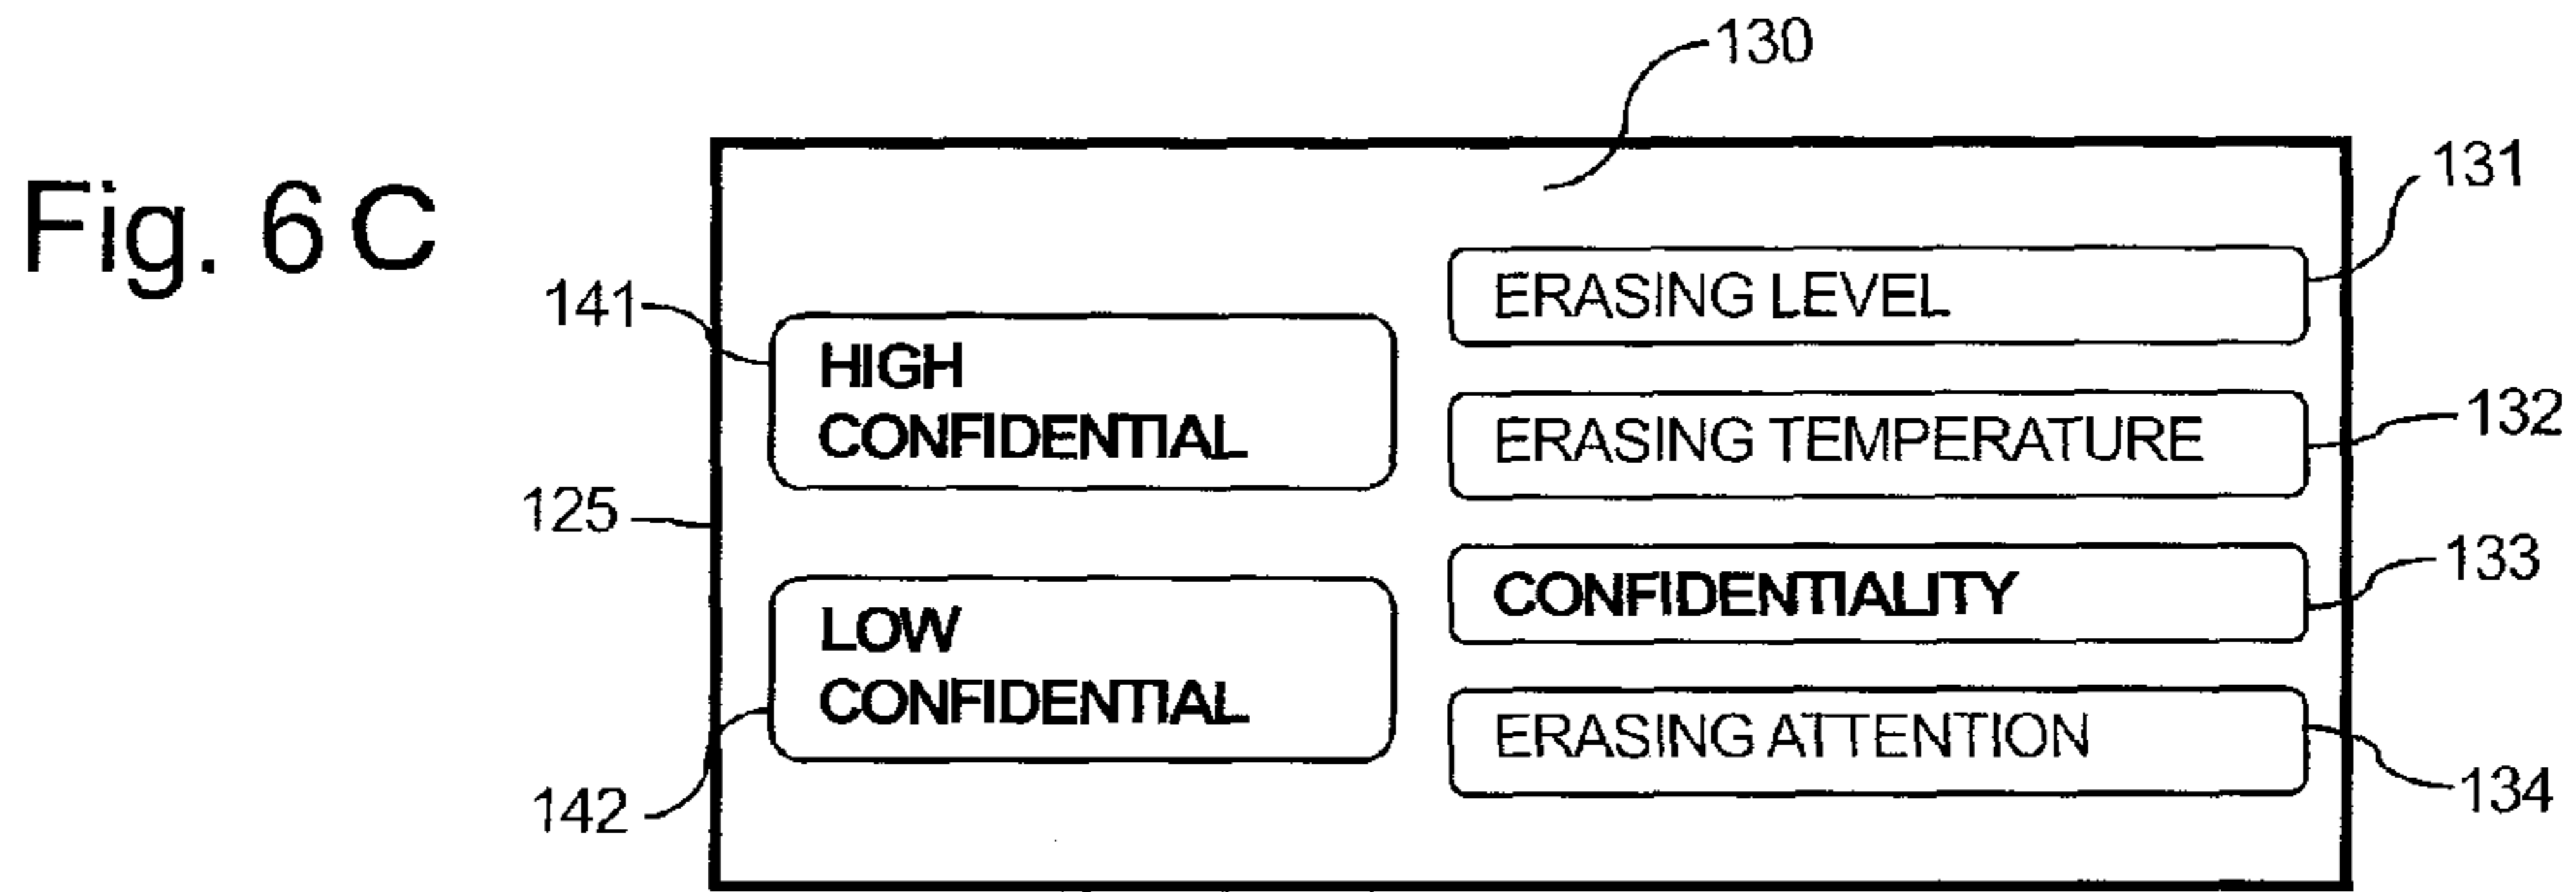 Fig. 6C
130
131
132
133
134
141
125
142
HIGH
CONFIDENTIAL
LOW
CONFIDENTIAL
ERASING LEVEL
ERASING TEMPERATURE
CONFIDENTIALITY
ERASING ATTENTION